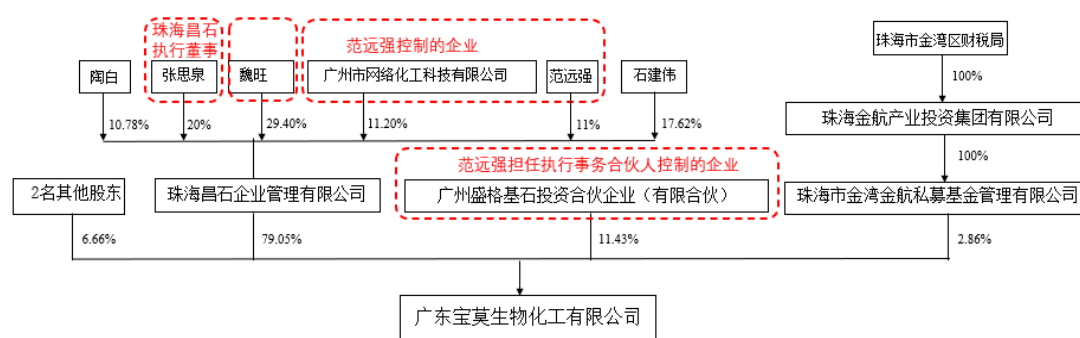 珠海昌石
执行董事
范远强控制的企业
珠海市金湾区财税局
陶白
张思泉
魏旺
广州市网络化工科技有限公司
范远强
石建伟
100%
10.78%
20%
29.40%
11.20%
11%
17.62%
珠海金航产业投资集团有限公司
范远强担任执行事务合伙人控制的企业
100%
2名其他股东
珠海昌石企业管理有限公司
广州盛格基石投资合伙企业（有限合伙）
珠海市金湾金航私募基金管理有限公司
6.66%
79.05%
11.43%
2.86%
广东宝莫生物化工有限公司